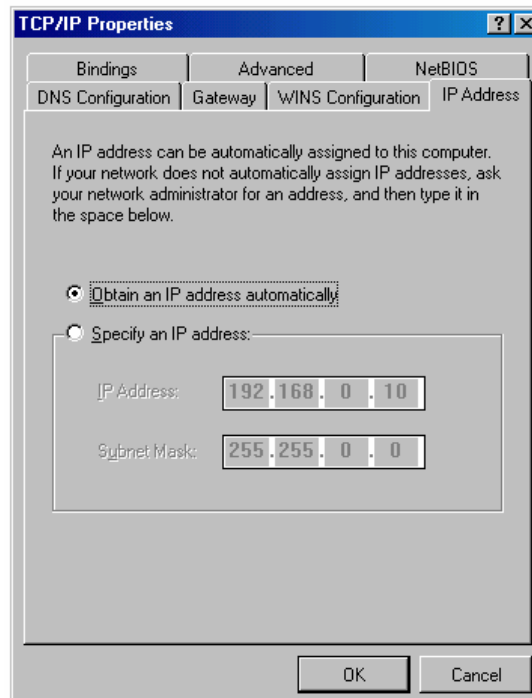 TCP/IP Properties
? ×
Bindings Advanced NetBIOS
DNS Configuration Gateway WINS Configuration IP Address
An IP address can be automatically assigned to this computer.
If your network does not automatically assign IP addresses, ask
your network administrator for an address, and then type it in
the space below.
Obtain an IP address automatically
Specify an IP address:
IP Address: 192 . 168 . 0 . 10
Subnet Mask: 255 . 255 . 0 . 0
OK Cancel